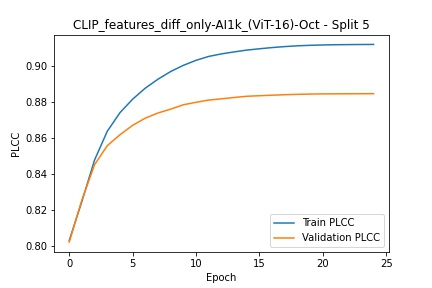 CLIP_features_diff_only-AI1k_(ViT-16)-Oct - Split 5
PLCC
0.90
0.88
0.86
0.84
0.82
0.80
Train PLCC
Validation PLCC
0 5 10 15 20 25
Epoch